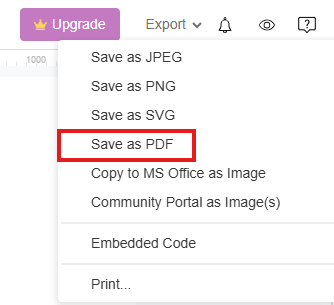 Upgrade Export
1000
Save as JPEG
Save as PNG
Save as SVG
Save as PDF
Copy to MS Office as Image
Community Portal as Image(s)
Embedded Code
Print...